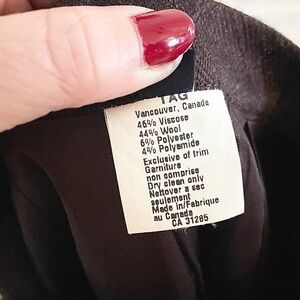 TAG
Vancouver, Canada
46% Viscose
44% Wool
6% Polyester
4% Polyamide
Exclusive of trim
Garniture
non comprise
Dry clean only
Nettoyer a sec
seulement
Made in/Fabrique
au Canada
CA 31285